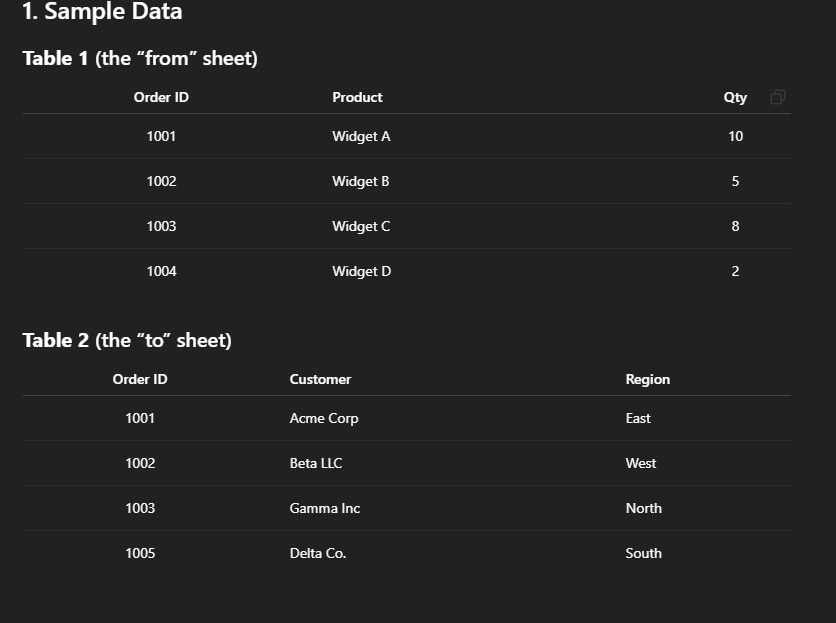 1. Sample Data
Table 1 (the “from” sheet)
Order ID Product Qty
1001 Widget A 10
1002 Widget B 5
1003 Widget C 8
1004 Widget D 2
Table 2 (the “to” sheet)
Order ID Customer Region
1001 Acme Corp East
1002 Beta LLC West
1003 Gamma Inc North
1005 Delta Co. South